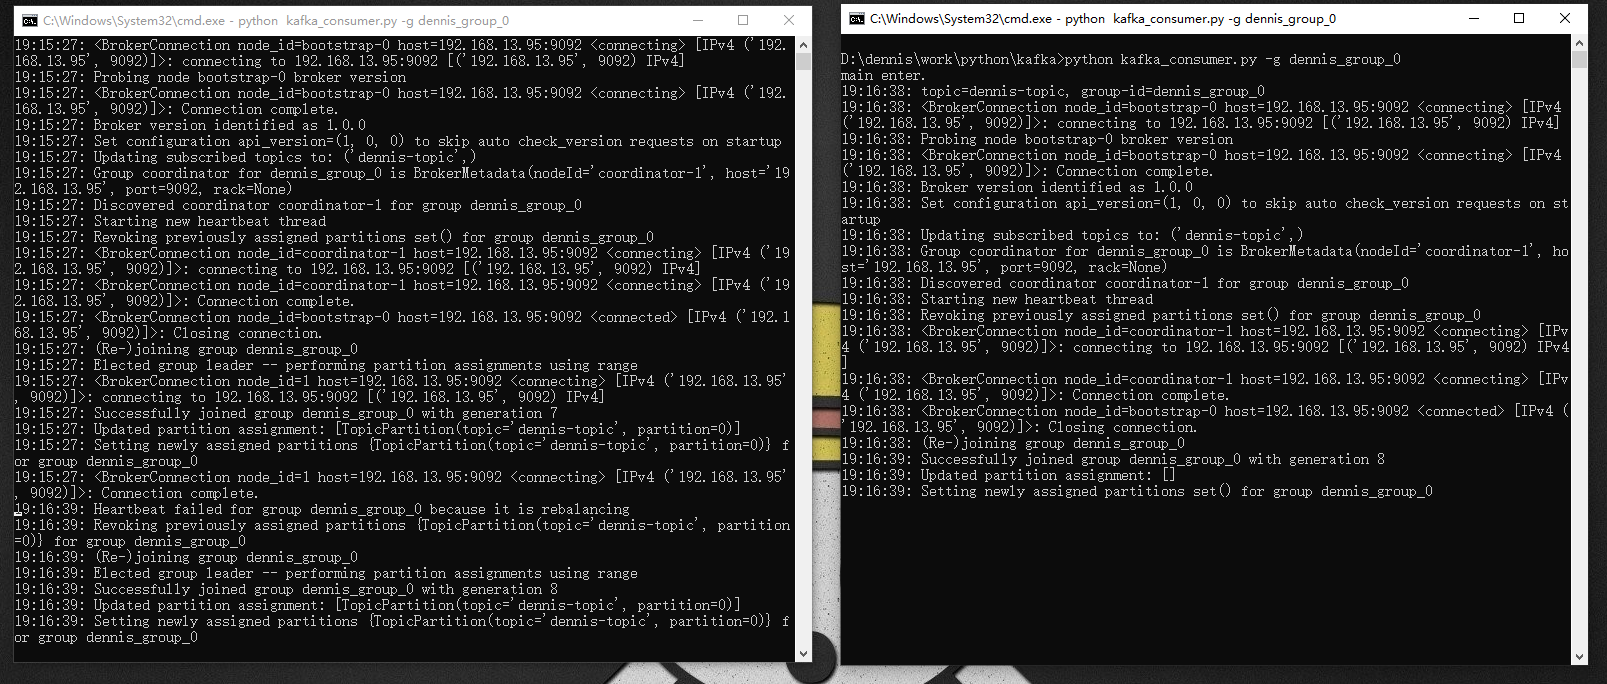 C:\Windows\System32\cmd.exe - python  kafka_consumer.py -g dennis_group_0
19:15:27: <BrokerConnection node_id=bootstrap-0 host=192.168.13.95:9092 <connecting> [IPv4 ('192.
168.13.95', 9092)]>: connecting to 192.168.13.95:9092 [('192.168.13.95', 9092) IPv4]
19:15:27: Probing node bootstrap-0 broker version
19:15:27: <BrokerConnection node_id=bootstrap-0 host=192.168.13.95:9092 <connecting> [IPv4 ('192.
168.13.95', 9092)]>: Connection complete.
19:15:27: Broker version identified as 1.0.0
19:15:27: Set configuration api_version=(1, 0, 0) to skip auto check_version requests on startup
19:15:27: Updating subscribed topics to: ('dennis-topic',)
19:15:27: Group coordinator for dennis_group_0 is BrokerMetadata(nodeId='coordinator-1', host='19
2.168.13.95', port=9092, rack=None)
19:15:27: Discovered coordinator coordinator-1 for group dennis_group_0
19:15:27: Starting new heartbeat thread
19:15:27: Revoking previously assigned partitions set() for group dennis_group_0
19:15:27: <BrokerConnection node_id=coordinator-1 host=192.168.13.95:9092 <connecting> [IPv4 ('19
2.168.13.95', 9092)]>: connecting to 192.168.13.95:9092 [('192.168.13.95', 9092) IPv4]
19:15:27: <BrokerConnection node_id=coordinator-1 host=192.168.13.95:9092 <connecting> [IPv4 ('19
2.168.13.95', 9092)]>: Connection complete.
19:15:27: <BrokerConnection node_id=bootstrap-0 host=192.168.13.95:9092 <connected> [IPv4 ('192.1
68.13.95', 9092)]>: Closing connection.
19:15:27: (Re-)joining group dennis_group_0
19:15:27: Elected group leader -- performing partition assignments using range
19:15:27: <BrokerConnection node_id=1 host=192.168.13.95:9092 <connecting> [IPv4 ('192.168.13.95'
, 9092)]>: connecting to 192.168.13.95:9092 [('192.168.13.95', 9092) IPv4]
19:15:27: Successfully joined group dennis_group_0 with generation 7
19:15:27: Updated partition assignment: [TopicPartition(topic='dennis-topic', partition=0)]
19:15:27: Setting newly assigned partitions {TopicPartition(topic='dennis-topic', partition=0)} f
or group dennis_group_0
19:15:27: <BrokerConnection node_id=1 host=192.168.13.95:9092 <connecting> [IPv4 ('192.168.13.95'
, 9092)]>: Connection complete.
19:16:39: Heartbeat failed for group dennis_group_0 because it is rebalancing
19:16:39: Revoking previously assigned partitions {TopicPartition(topic='dennis-topic', partition
=0)} for group dennis_group_0
19:16:39: (Re-)joining group dennis_group_0
19:16:39: Elected group leader -- performing partition assignments using range
19:16:39: Successfully joined group dennis_group_0 with generation 8
19:16:39: Updated partition assignment: [TopicPartition(topic='dennis-topic', partition=0)]
19:16:39: Setting newly assigned partitions {TopicPartition(topic='dennis-topic', partition=0)} f
or group dennis_group_0
C:\Windows\System32\cmd.exe - python  kafka_consumer.py -g dennis_group_0
D:\dennis\work\python\kafka>python kafka_consumer.py -g dennis_group_0
main enter.
19:16:38: topic=dennis-topic, group-id=dennis_group_0
19:16:38: <BrokerConnection node_id=bootstrap-0 host=192.168.13.95:9092 <connecting> [IPv4
('192.168.13.95', 9092)]>: connecting to 192.168.13.95:9092 [('192.168.13.95', 9092) IPv4]
19:16:38: Probing node bootstrap-0 broker version
19:16:38: <BrokerConnection node_id=bootstrap-0 host=192.168.13.95:9092 <connecting> [IPv4
('192.168.13.95', 9092)]>: Connection complete.
19:16:38: Broker version identified as 1.0.0
19:16:38: Set configuration api_version=(1, 0, 0) to skip auto check_version requests on st
artup
19:16:38: Updating subscribed topics to: ('dennis-topic',)
19:16:38: Group coordinator for dennis_group_0 is BrokerMetadata(nodeId='coordinator-1', ho
st='192.168.13.95', port=9092, rack=None)
19:16:38: Discovered coordinator coordinator-1 for group dennis_group_0
19:16:38: Starting new heartbeat thread
19:16:38: Revoking previously assigned partitions set() for group dennis_group_0
19:16:38: <BrokerConnection node_id=coordinator-1 host=192.168.13.95:9092 <connecting> [IPv
4 ('192.168.13.95', 9092)]>: connecting to 192.168.13.95:9092 [('192.168.13.95', 9092) IPv4
]
19:16:38: <BrokerConnection node_id=coordinator-1 host=192.168.13.95:9092 <connecting> [IPv
4 ('192.168.13.95', 9092)]>: Connection complete.
19:16:38: <BrokerConnection node_id=bootstrap-0 host=192.168.13.95:9092 <connected> [IPv4 (
'192.168.13.95', 9092)]>: Closing connection.
19:16:38: (Re-)joining group dennis_group_0
19:16:39: Successfully joined group dennis_group_0 with generation 8
19:16:39: Updated partition assignment: []
19:16:39: Setting newly assigned partitions set() for group dennis_group_0